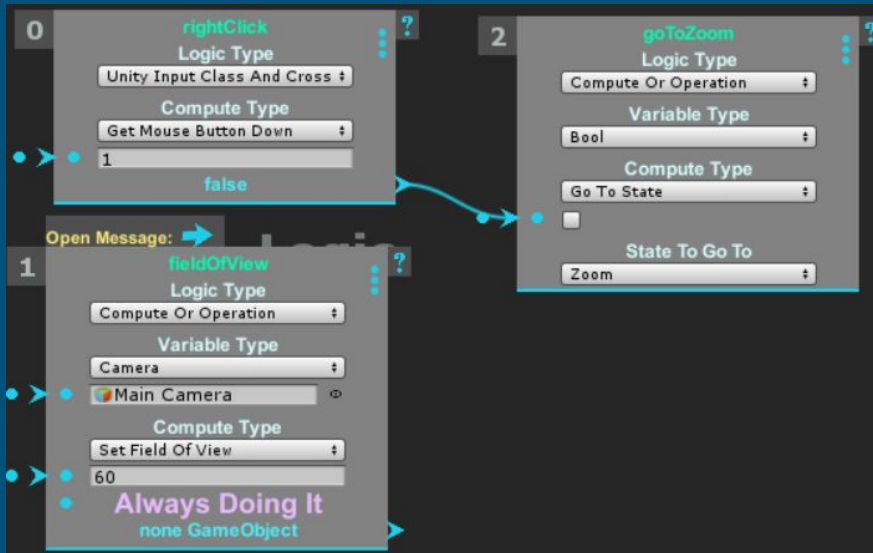 0
rightClick
?
Logic Type
Unity Input Class And Cross
Compute Type
Get Mouse Button Down
1
false
2
goToZoom
?
Logic Type
Compute Or Operation
Variable Type
Bool
Compute Type
Go To State
State To Go To
Zoom
Open Message:
Logic
1
fieldOfView
?
Logic Type
Compute Or Operation
Variable Type
Camera
Main Camera
Compute Type
Set Field Of View
60
Always Doing It
none GameObject